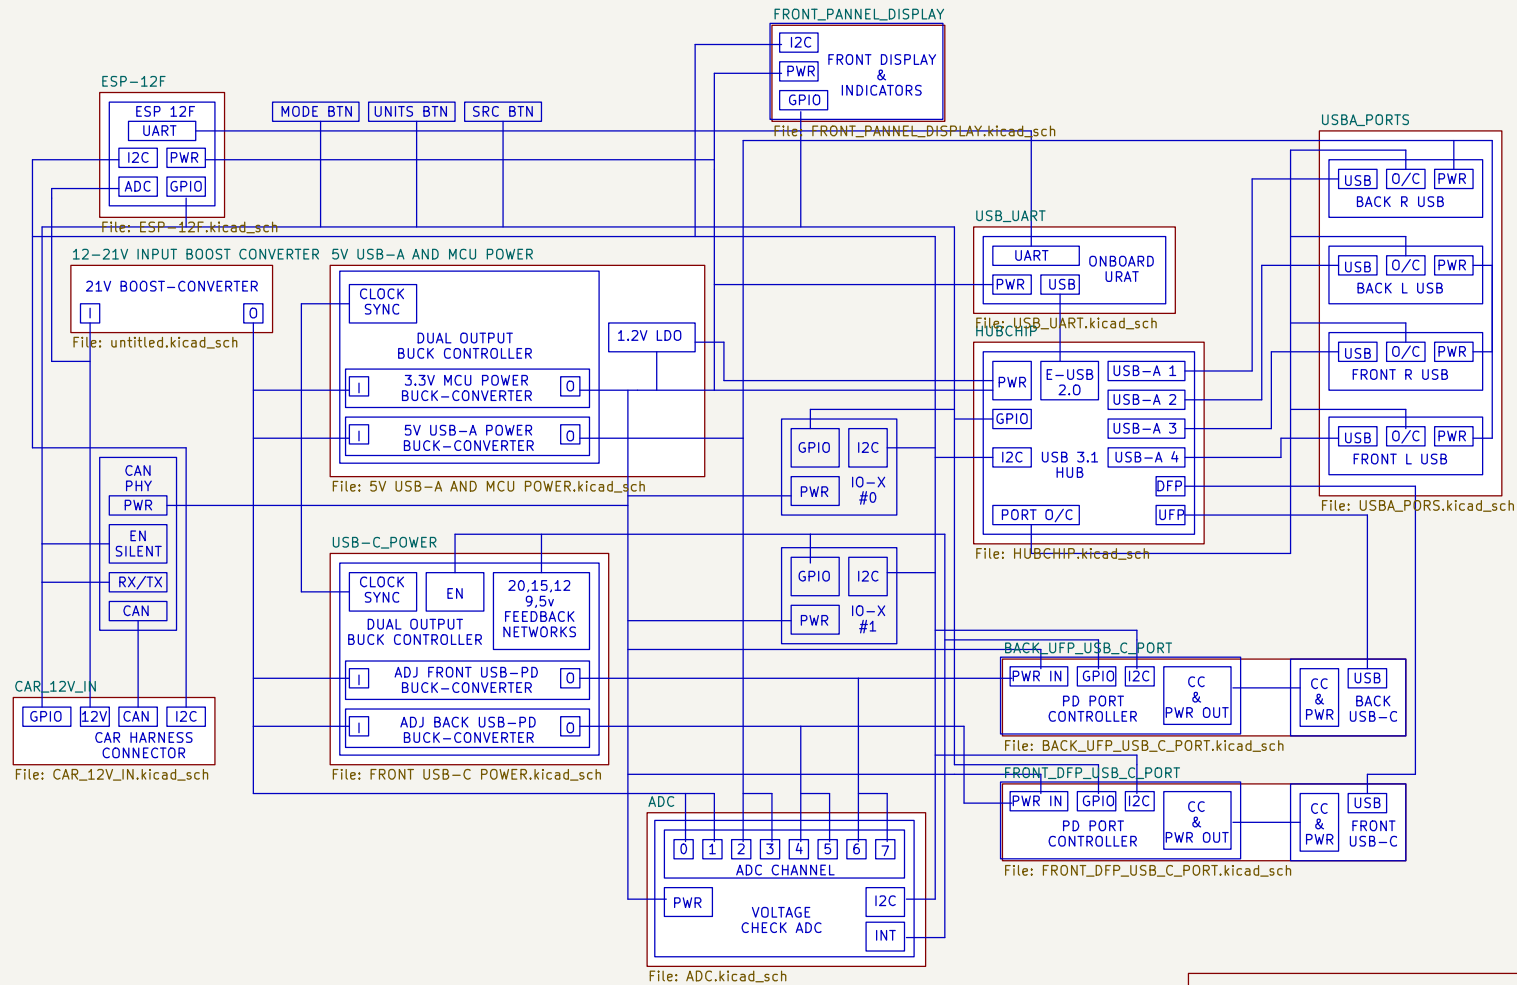 FRONT_PANNEL_DISPLAY
I2C
PWR
GPIO
FRONT DISPLAY
&
INDICATORS
File: FRONT_PANNEL_DISPLAY.kicad_sch
ESP-12F
ESP 12F
UART
I2C
PWR
ADC
GPIO
File: ESP-12F.kicad_sch
MODE BTN
UNITS BTN
SRC BTN
USBA_PORTS
USB
O/C
PWR
BACK R USB
USB
O/C
PWR
BACK L USB
USB
O/C
PWR
FRONT R USB
USB
O/C
PWR
FRONT L USB
File: USBA_PORS.kicad_sch
USB_UART
UART
PWR
USB
ONBOARD
URAT
File: USB_UART.kicad_sch
12-21V INPUT BOOST CONVERTER
21V BOOST-CONVERTER
I
O
File: untitled.kicad_sch
5V USB-A AND MCU POWER
CLOCK
SYNC
DUAL OUTPUT
BUCK CONTROLLER
1.2V LDO
I
3.3V MCU POWER
BUCK-CONVERTER
O
I
5V USB-A POWER
BUCK-CONVERTER
O
File: 5V USB-A AND MCU POWER.kicad_sch
HUBCHIP
PWR
E-USB
2.0
USB-A 1
USB-A 2
GPIO
USB-A 3
I2C
USB 3.1
HUB
USB-A 4
DFP
PORT O/C
UFP
File: HUBCHIP.kicad_sch
GPIO
I2C
PWR
IO-X
#0
GPIO
I2C
PWR
IO-X
#1
CAN
PHY
PWR
EN
SILENT
RX/TX
CAN
USB-C_POWER
CLOCK
SYNC
EN
20,15,12
9,5v
FEEDBACK
NETWORKS
DUAL OUTPUT
BUCK CONTROLLER
I
ADJ FRONT USB-PD
BUCK-CONVERTER
O
I
ADJ BACK USB-PD
BUCK-CONVERTER
O
File: FRONT USB-C POWER.kicad_sch
CAR_12V_IN
GPIO
12V
CAN
I2C
CAR HARNESS
CONNECTOR
File: CAR_12V_IN.kicad_sch
BACK_UFP_USB_C_PORT
PWR IN
GPIO
I2C
PD PORT
CONTROLLER
CC
&
PWR OUT
CC
&
PWR
USB
BACK
USB-C
File: BACK_UFP_USB_C_PORT.kicad_sch
FRONT_DFP_USB_C_PORT
PWR IN
GPIO
I2C
PD PORT
CONTROLLER
CC
&
PWR OUT
CC
&
PWR
USB
FRONT
USB-C
File: FRONT_DFP_USB_C_PORT.kicad_sch
ADC
0
1
2
3
4
5
6
7
ADC CHANNEL
PWR
VOLTAGE
CHECK ADC
I2C
INT
File: ADC.kicad_sch